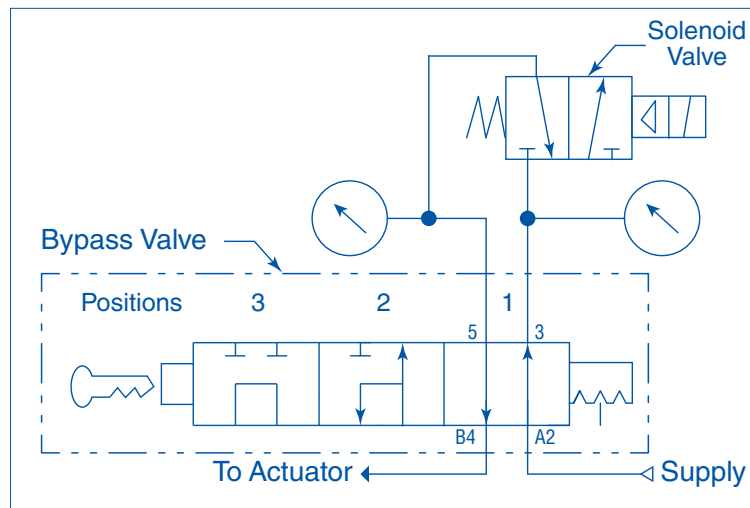 Solenoid
Valve
Bypass Valve
Positions 3 2 1
5 3
B4 A2
To Actuator Supply